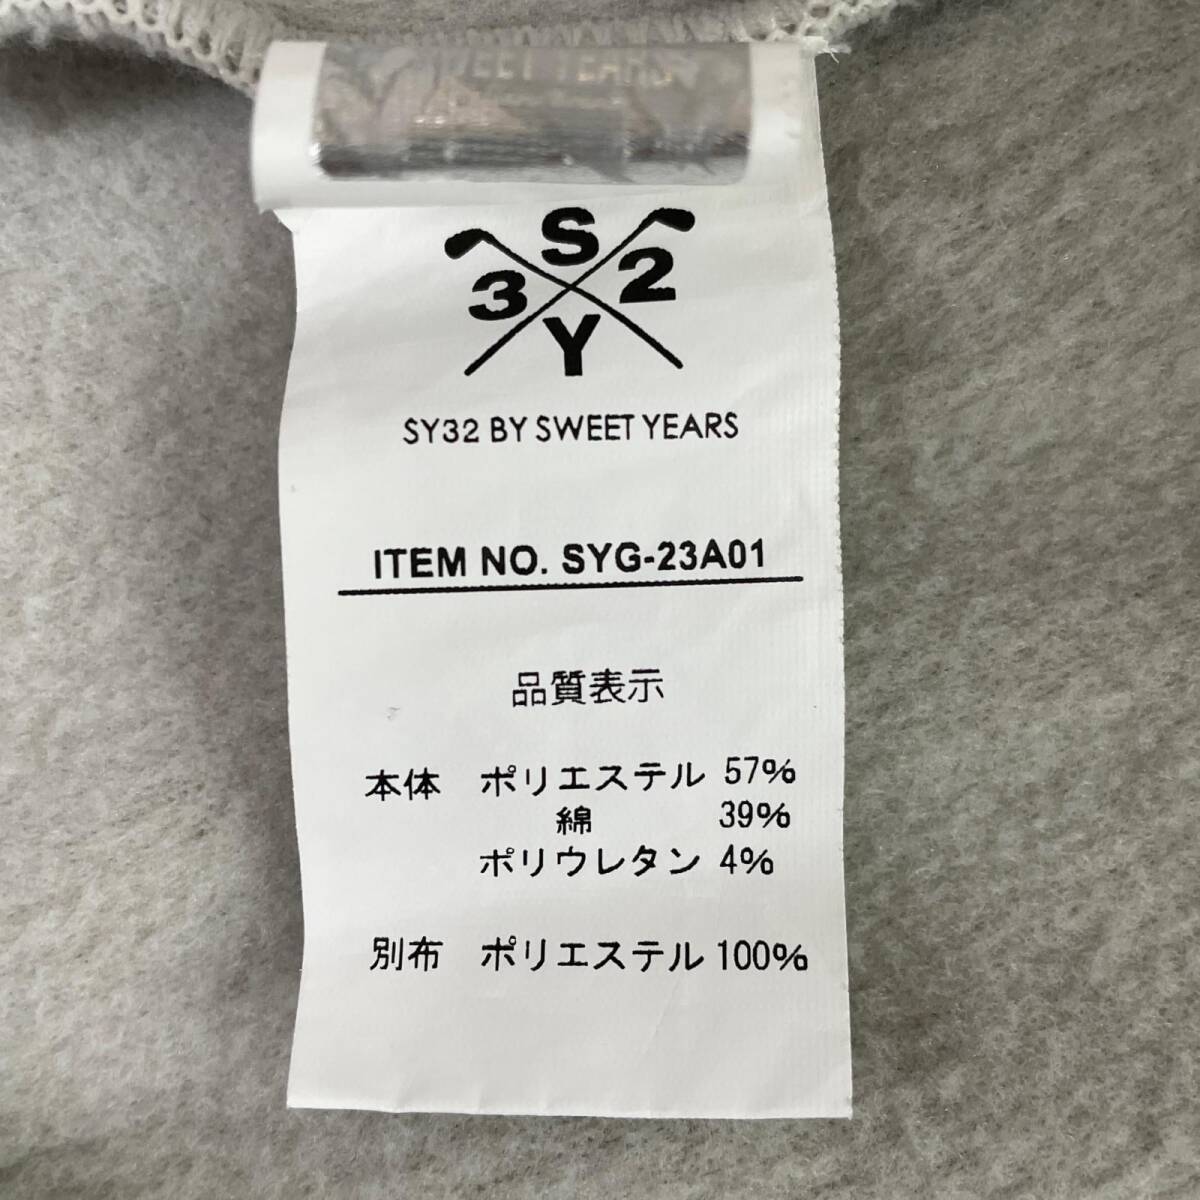 SWEET YEARS
S
3 2
Y
SY32 BY SWEET YEARS
ITEM NO. SYG-23A01
品質表示
本体 ポリエステル 57%
綿 39%
ポリウレタン 4%
別布 ポリエステル 100%